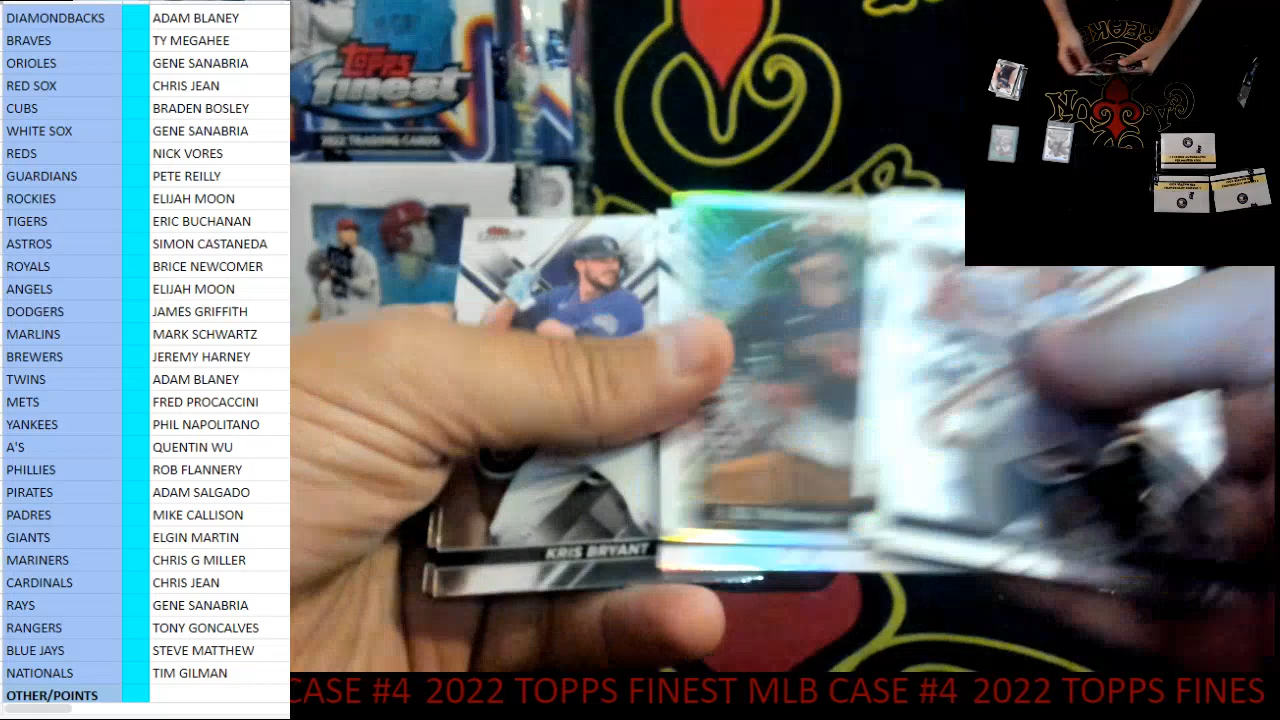 DIAMONDBACKS ADAM BLANEY
BRAVES TY MEGAHEE
ORIOLES GENE SANABRIA
RED SOX CHRIS JEAN
CUBS BRADEN BOSLEY
WHITE SOX GENE SANABRIA
REDS NICK VORES
GUARDIANS PETE REILLY
ROCKIES ELIJAH MOON
TIGERS ERIC BUCHANAN
ASTROS SIMON CASTANEDA
ROYALS BRICE NEWCOMER
ANGELS ELIJAH MOON
DODGERS JAMES GRIFFITH
MARLINS MARK SCHWARTZ
BREWERS JEREMY HARNEY
TWINS ADAM BLANEY
METS FRED PROCACCINI
YANKEES PHIL NAPOLITANO
A'S QUENTIN WU
PHILLIES ROB FLANNERY
PIRATES ADAM SALGADO
PADRES MIKE CALLISON
GIANTS ELGIN MARTIN
MARINERS CHRIS G MILLER
CARDINALS CHRIS JEAN
RAYS GENE SANABRIA
RANGERS TONY GONCALVES
BLUE JAYS STEVE MATTHEW
NATIONALS TIM GILMAN
OTHER/POINTS
TOPPS
finest
2022 TRADING CARDS
KRIS BRYANT
CASE #4 2022 TOPPS FINEST MLB CASE #4 2022 TOPPS FINES